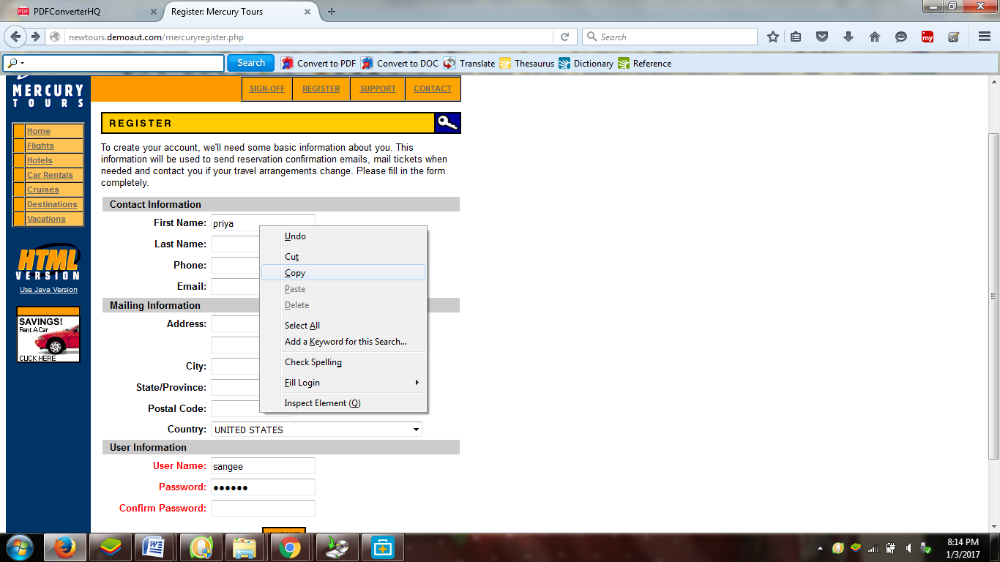 PDFConverterHQ
Register: Mercury Tours
newtours.demoaut.com/mercuryregister.php
Search
my
Search Convert to PDF Convert to DOC Translate Thesaurus Dictionary Reference
MERCURY
TOURS
SIGN-OFF REGISTER SUPPORT CONTACT
Home
Flights
Hotels
Car Rentals
Cruises
Destinations
Vacations
HTML
VERSION
Use Java Version
SAVINGS!
Rent A Car
CLICK HERE
REGISTER
To create your account, we'll need some basic information about you. This
information will be used to send reservation confirmation emails, mail tickets when
needed and contact you if your travel arrangements change. Please fill in the form
completely.
Contact Information
First Name: priya
Last Name:
Phone:
Email:
Mailing Information
Address:
City:
State/Province:
Postal Code:
Country: UNITED STATES
User Information
User Name: sangee
Password: ●●●●●●
Confirm Password:
Undo
Cut
Copy
Paste
Delete
Select All
Add a Keyword for this Search...
Check Spelling
Fill Login
Inspect Element (Q)
8:14 PM
1/3/2017